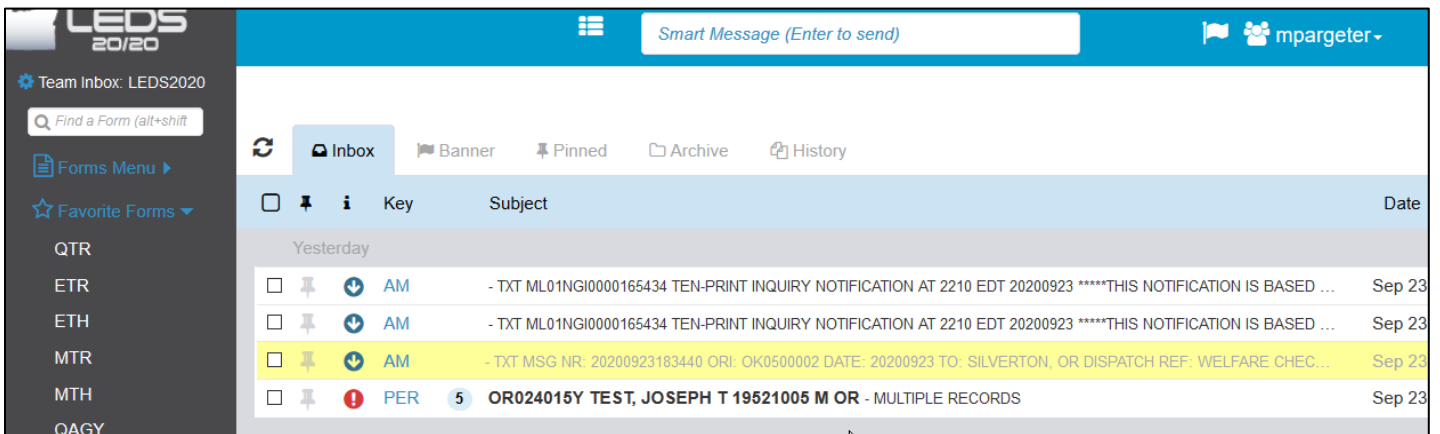 LEDS
20/20
Smart Message (Enter to send)
mpargeter
Team Inbox: LEDS2020
Find a Form (alt+shift
Forms Menu
Favorite Forms
QTR
ETR
ETH
MTR
MTH
QAGY
Inbox Banner Pinned Archive History
Key Subject Date
Yesterday
AM - TXT ML01NGI0000165434 TEN-PRINT INQUIRY NOTIFICATION AT 2210 EDT 20200923 *****THIS NOTIFICATION IS BASED ... Sep 23
AM - TXT ML01NGI0000165434 TEN-PRINT INQUIRY NOTIFICATION AT 2210 EDT 20200923 *****THIS NOTIFICATION IS BASED ... Sep 23
AM - TXT MSG NR: 20200923183440 ORI: OK0500002 DATE: 20200923 TO: SILVERTON, OR DISPATCH REF: WELFARE CHEC... Sep 23
PER 5 OR024015Y TEST, JOSEPH T 19521005 M OR - MULTIPLE RECORDS Sep 23